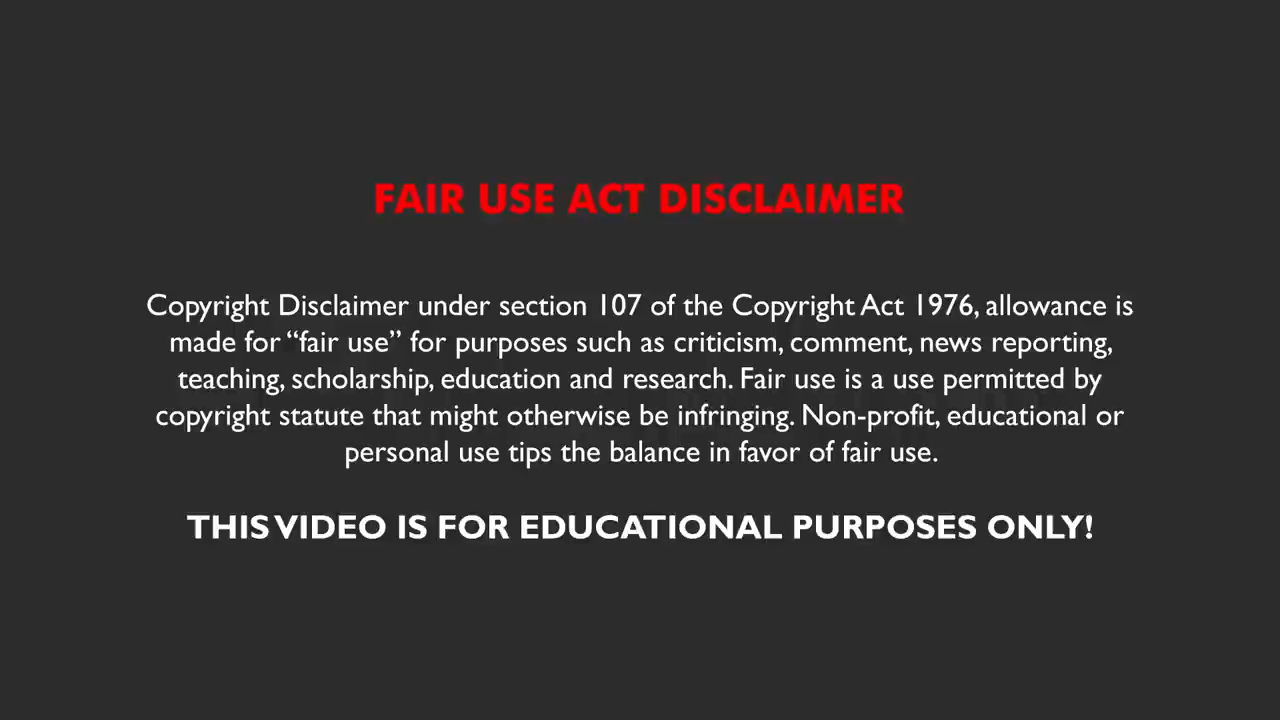 FAIR USE ACT DISCLAIMER
Copyright Disclaimer under section 107 of the Copyright Act 1976, allowance is
made for “fair use” for purposes such as criticism, comment, news reporting,
teaching, scholarship, education and research. Fair use is a use permitted by
copyright statute that might otherwise be infringing. Non-profit, educational or
personal use tips the balance in favor of fair use.
THIS VIDEO IS FOR EDUCATIONAL PURPOSES ONLY!